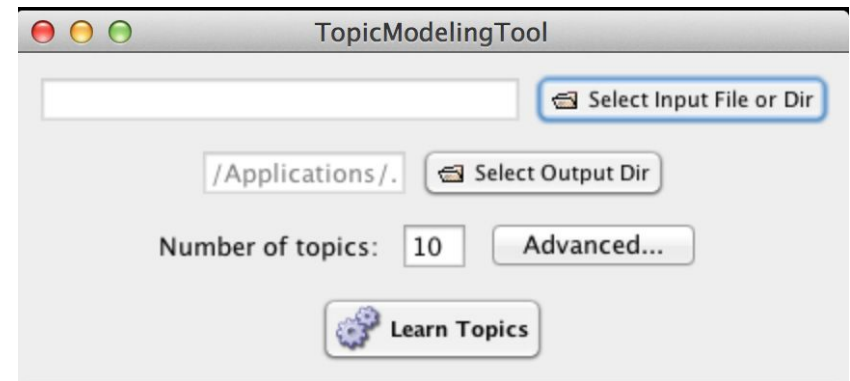 TopicModelingTool
Select Input File or Dir
/Applications/. Select Output Dir
Number of topics: 10 Advanced...
Learn Topics